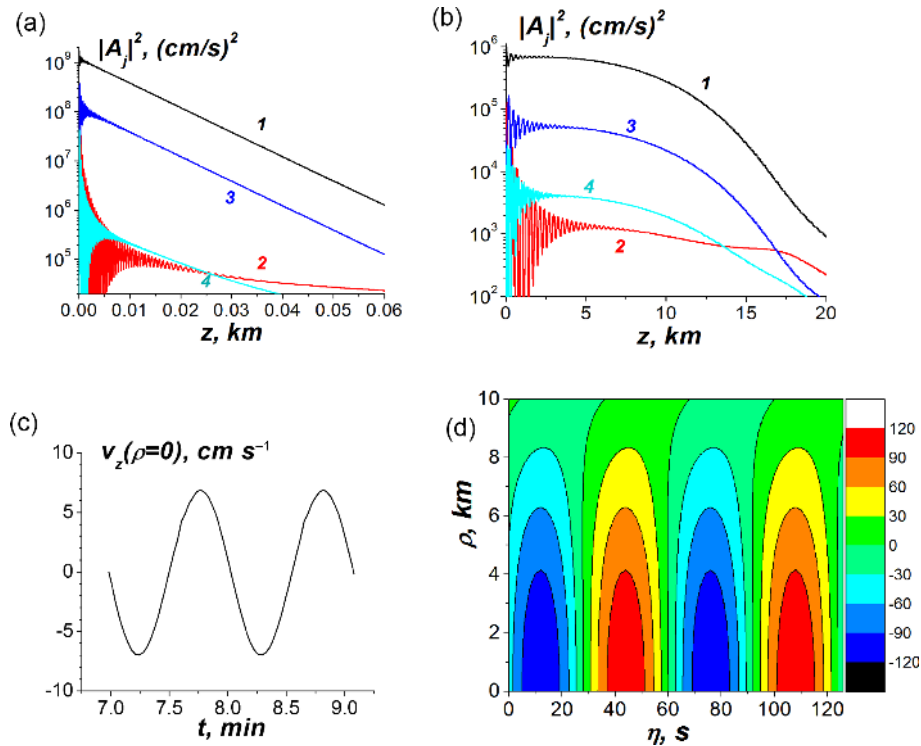 (a)
|A_j|², (cm/s)²
10⁹
10⁸
10⁷
10⁶
10⁵
1
3
2
4
0.00 0.01 0.02 0.03 0.04 0.05 0.06
z, km
(b)
|A_j|², (cm/s)²
10⁶
10⁵
10⁴
10³
10²
1
3
4
2
0 5 10 15 20
z, km
(c)
v_z(ρ=0), cm s⁻¹
10
5
0
-5
-10
7.0 7.5 8.0 8.5 9.0
t, min
(d)
ρ, km
10
8
6
4
2
0
0 20 40 60 80 100 120
η, s
120
90
60
30
0
-30
-60
-90
-120